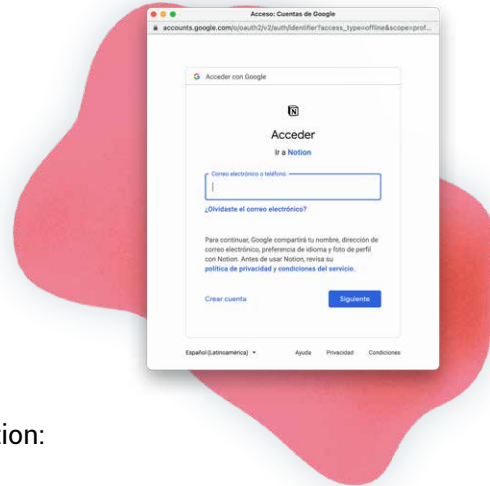 Acceso: Cuentas de Google
accounts.google.com/o/oauth2/v2/auth/identifier?access_type=offline&scope=prof...
G Acceder con Google
N
Acceder
Ir a Notion
Correo electrónico o teléfono
¿Olvidaste el correo electrónico?
Para continuar, Google compartirá tu nombre, dirección de
correo electrónico, preferencia de idioma y foto de perfil
con Notion. Antes de usar Notion, revisa su
política de privacidad y condiciones del servicio.
Crear cuenta
Siguiente
Español (Latinoamérica)
Ayuda
Privacidad
Condiciones
tion: